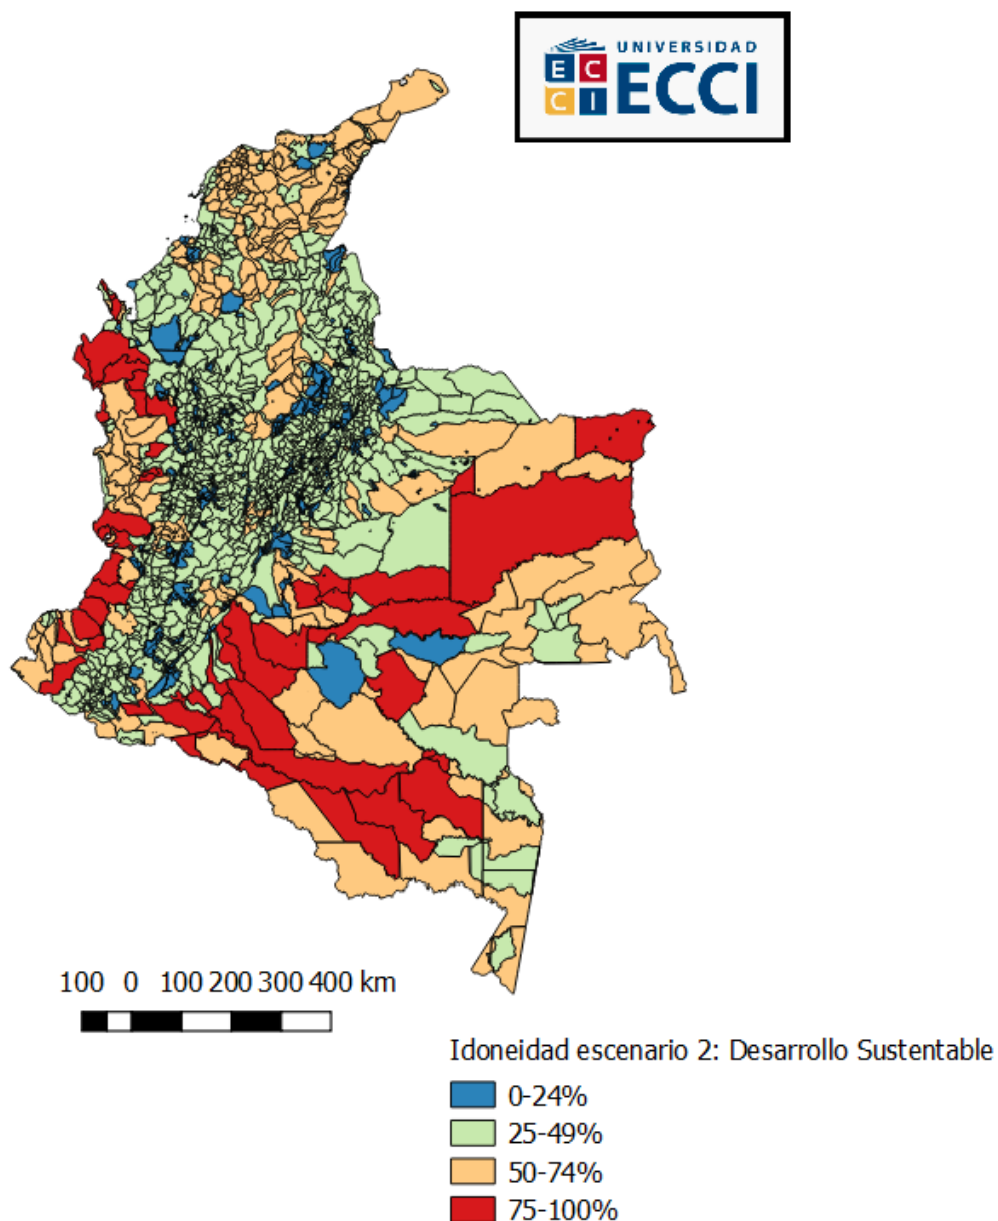 UNIVERSIDAD
E C
C I
ECCI
100 0 100 200 300 400 km
Idoneidad escenario 2: Desarrollo Sustentable
0-24%
25-49%
50-74%
75-100%